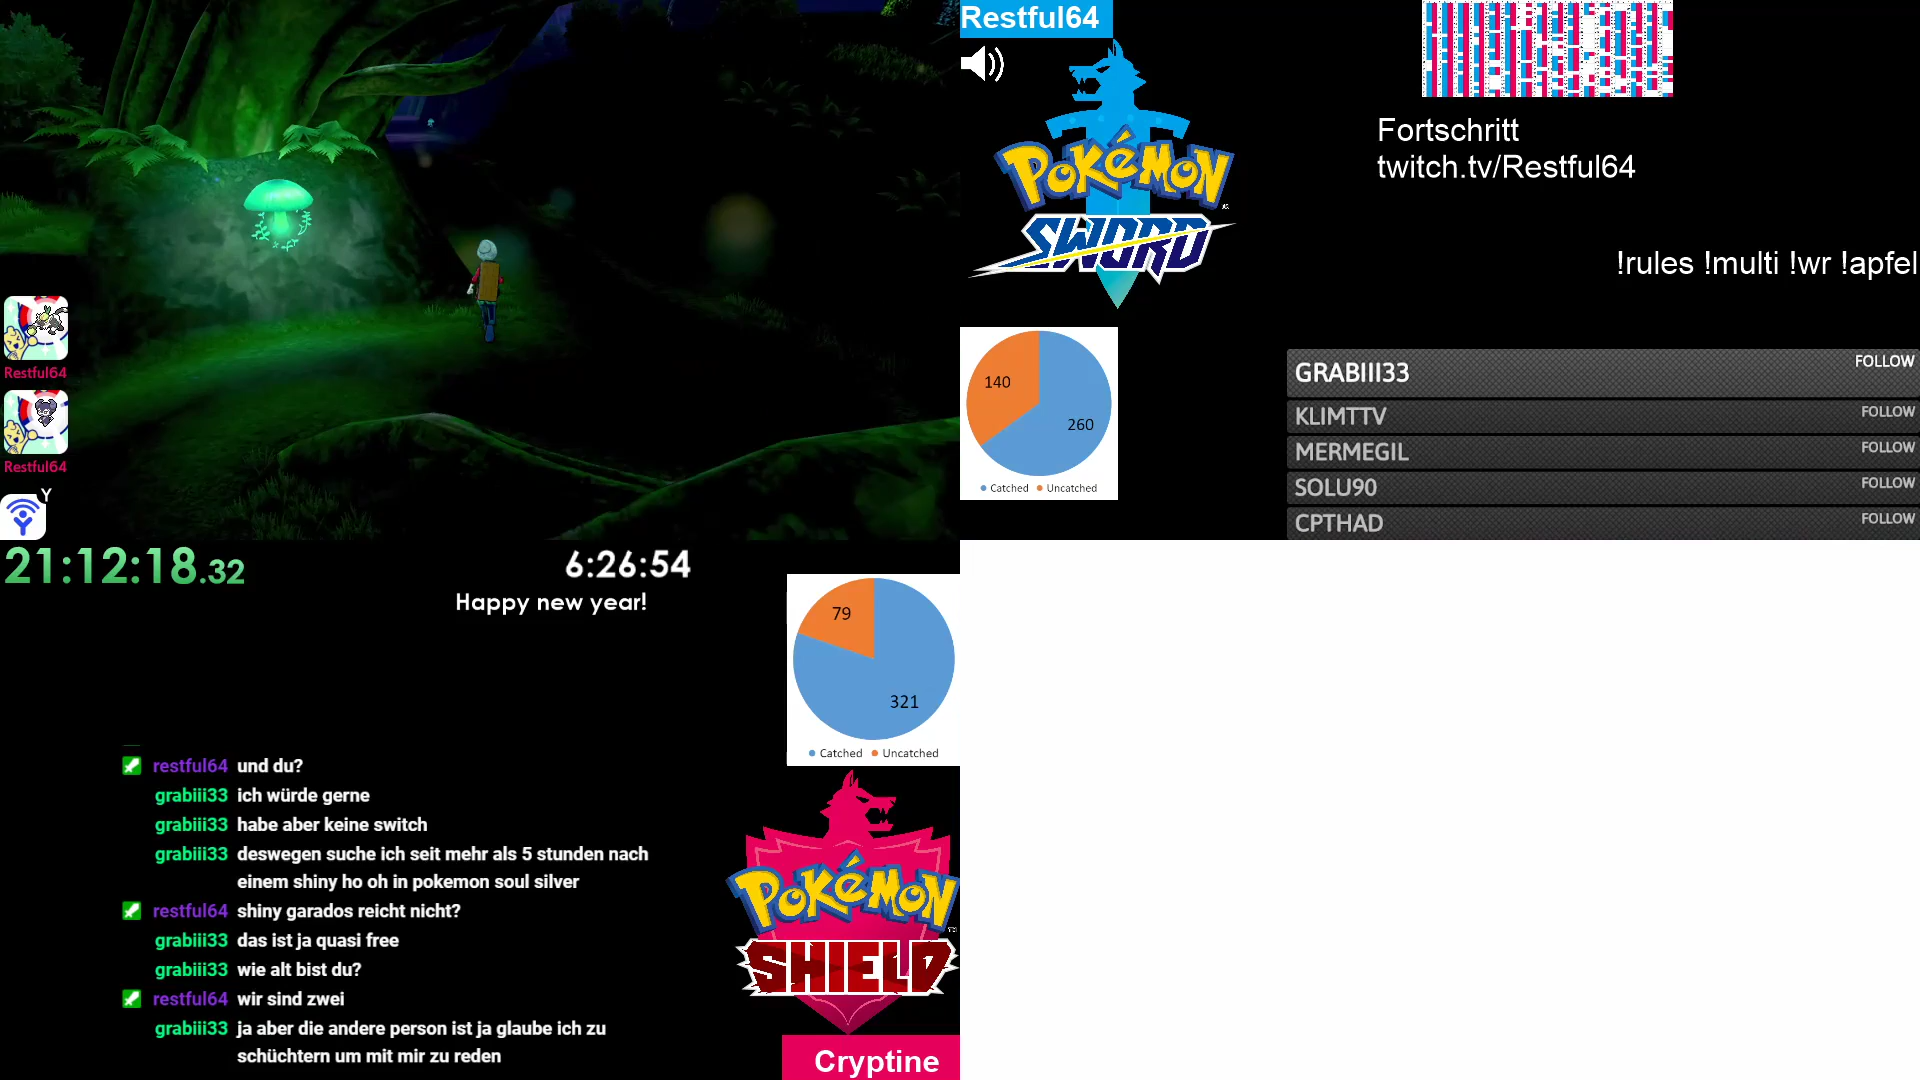 Restful64
POKéMON
SWORD
Fortschritt
twitch.tv/Restful64
!rules !multi !wr !apfel
Restful64
Restful64
Y
140
260
Catched Uncatched
GRABIII33 FOLLOW
KLIMTTV FOLLOW
MERMEGIL FOLLOW
SOLU90 FOLLOW
CPTHAD FOLLOW
21:12:18.32
6:26:54
Happy new year!
79
321
Catched Uncatched
restful64 und du?
grabiii33 ich würde gerne
grabiii33 habe aber keine switch
grabiii33 deswegen suche ich seit mehr als 5 stunden nach
einem shiny ho oh in pokemon soul silver
restful64 shiny garados reicht nicht?
grabiii33 das ist ja quasi free
grabiii33 wie alt bist du?
restful64 wir sind zwei
grabiii33 ja aber die andere person ist ja glaube ich zu
schüchtern um mit mir zu reden
POKéMON
SHIELD
Cryptine